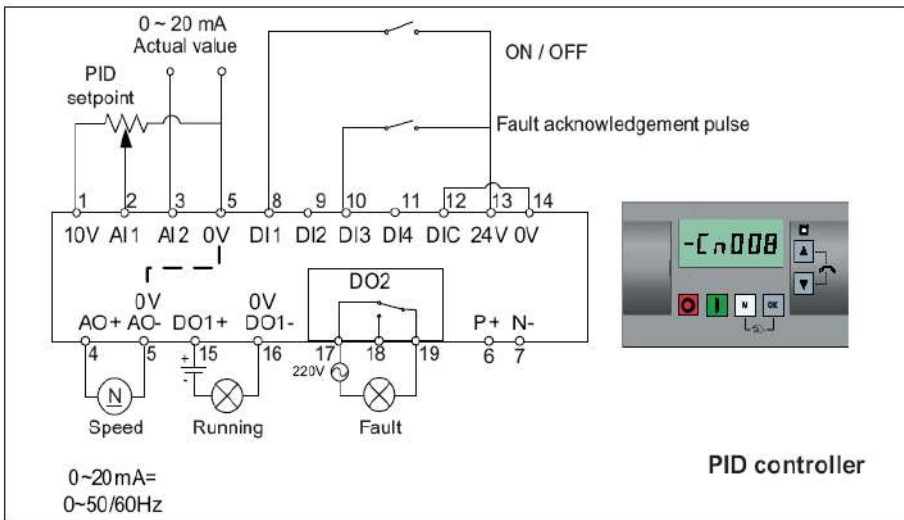 0 ~ 20 mA
Actual value
ON / OFF
PID
setpoint
Fault acknowledgement pulse
1 2 3 5 8 9 10 11 12 13 14
10V AI1 AI2 0V DI1 DI2 DI3 DI4 DIC 24V 0V
-Cn008
M OK
DO2
0V 0V
AO+ AO- DO1+ DO1- P+ N-
4 5 15 16 17 18 19 6 7
+
-
220V
N
Speed Running Fault
0~20mA=
0~50/60Hz
PID controller